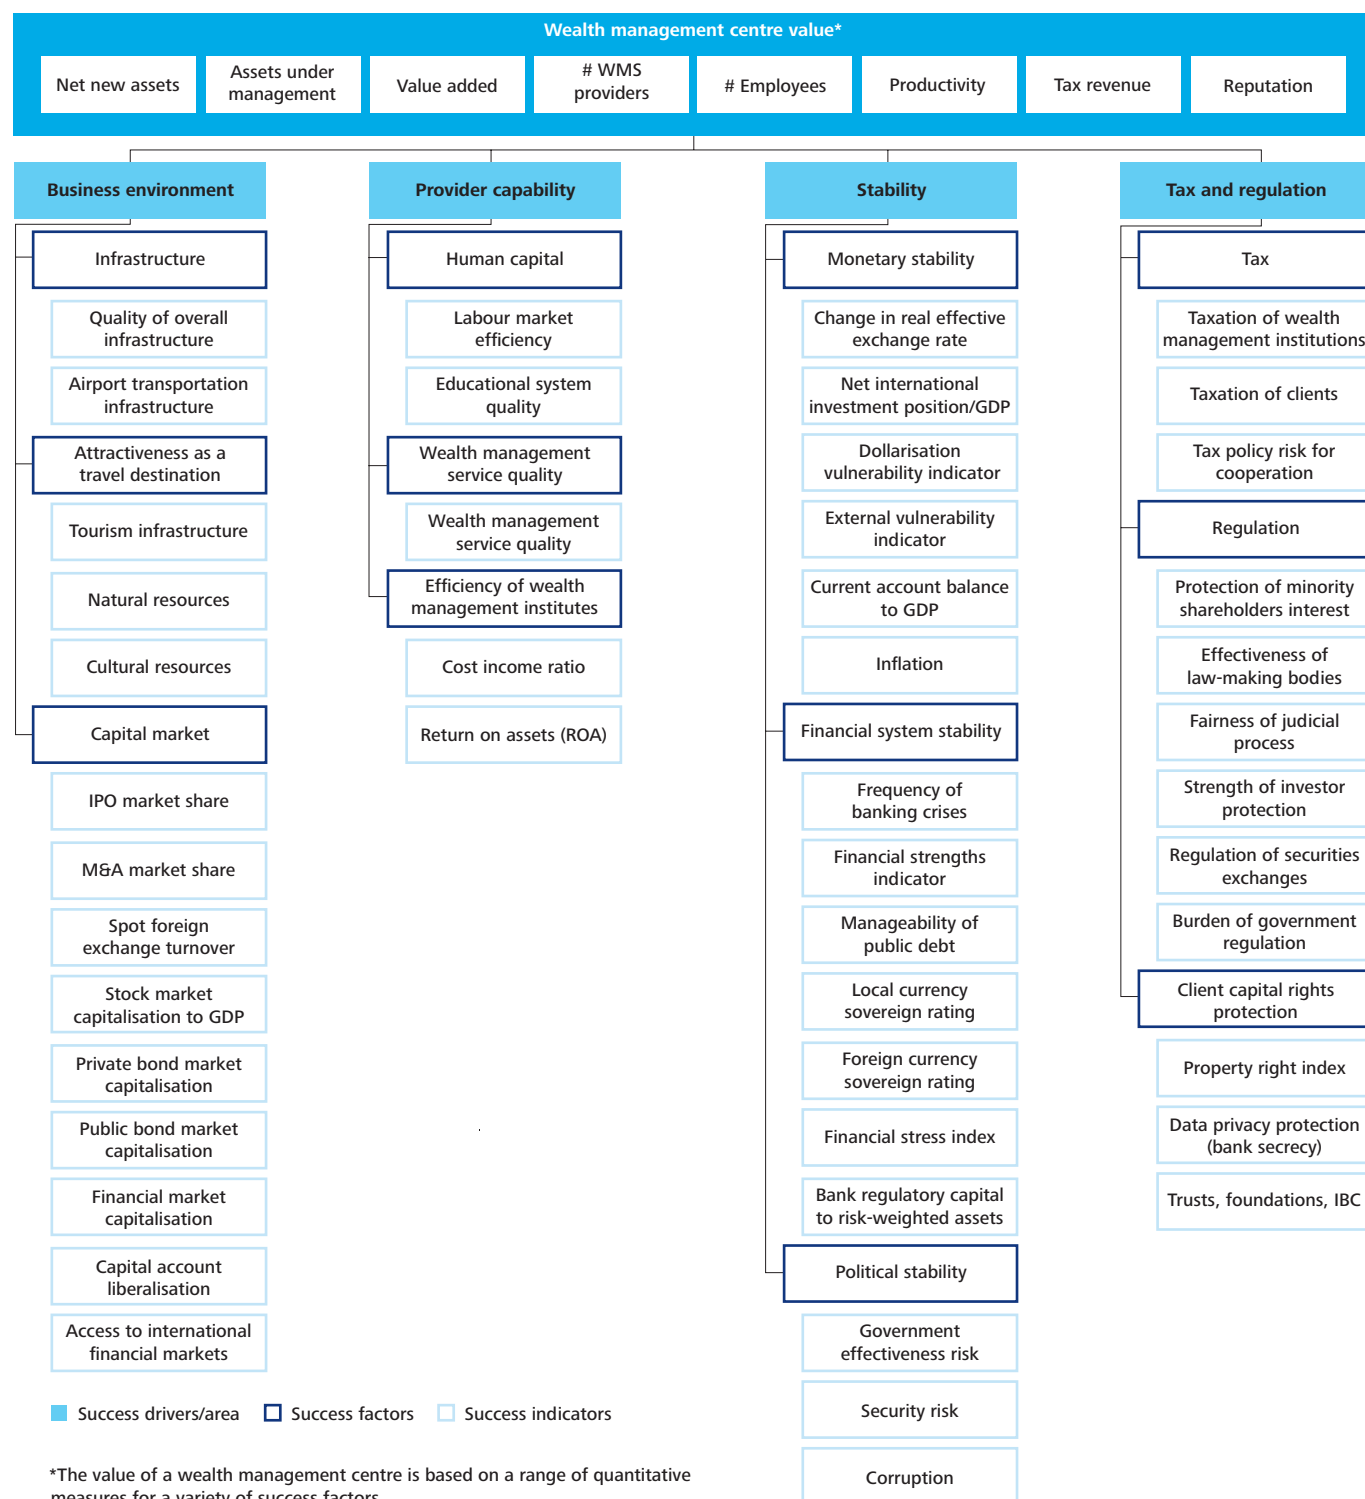 Wealth management centre value*
Net new assets
Assets under
management
Value added
# WMS
providers
# Employees
Productivity
Tax revenue
Reputation
Business environment
Infrastructure
Quality of overall
infrastructure
Airport transportation
infrastructure
Attractiveness as a
travel destination
Tourism infrastructure
Natural resources
Cultural resources
Capital market
IPO market share
M&A market share
Spot foreign
exchange turnover
Stock market
capitalisation to GDP
Private bond market
capitalisation
Public bond market
capitalisation
Financial market
capitalisation
Capital account
liberalisation
Access to international
financial markets
Provider capability
Human capital
Labour market
efficiency
Educational system
quality
Wealth management
service quality
Wealth management
service quality
Efficiency of wealth
management institutes
Cost income ratio
Return on assets (ROA)
Stability
Monetary stability
Change in real effective
exchange rate
Net international
investment position/GDP
Dollarisation
vulnerability indicator
External vulnerability
indicator
Current account balance
to GDP
Inflation
Financial system stability
Frequency of
banking crises
Financial strengths
indicator
Manageability of
public debt
Local currency
sovereign rating
Foreign currency
sovereign rating
Financial stress index
Bank regulatory capital
to risk-weighted assets
Political stability
Government
effectiveness risk
Security risk
Corruption
Tax and regulation
Tax
Taxation of wealth
management institutions
Taxation of clients
Tax policy risk for
cooperation
Regulation
Protection of minority
shareholders interest
Effectiveness of
law-making bodies
Fairness of judicial
process
Strength of investor
protection
Regulation of securities
exchanges
Burden of government
regulation
Client capital rights
protection
Property right index
Data privacy protection
(bank secrecy)
Trusts, foundations, IBC
Success drivers/area
Success factors
Success indicators
*The value of a wealth management centre is based on a range of quantitative
measures for a variety of success factors